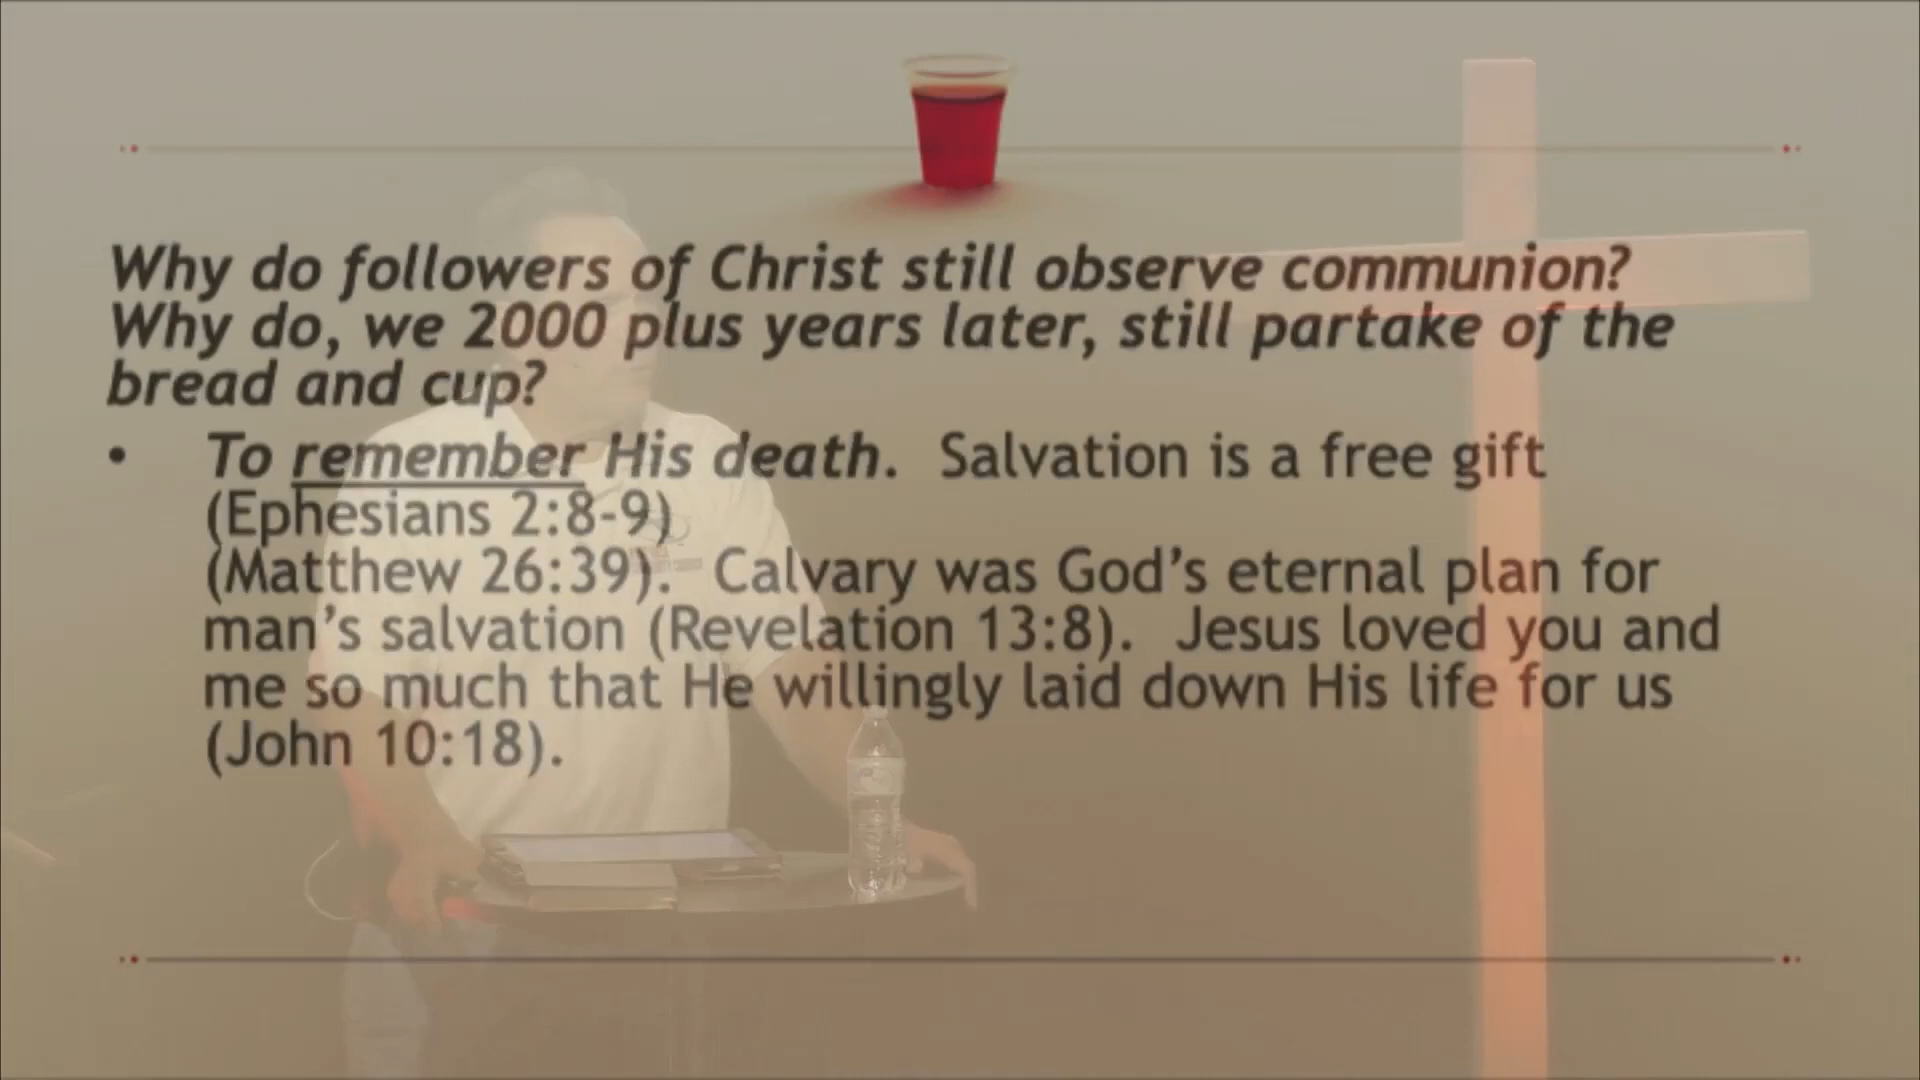 Why do followers of Christ still observe communion?
Why do, we 2000 plus years later, still partake of the
bread and cup?
• To remember His death. Salvation is a free gift
(Ephesians 2:8-9)
(Matthew 26:39). Calvary was God's eternal plan for
man's salvation (Revelation 13:8). Jesus loved you and
me so much that He willingly laid down His life for us
(John 10:18).